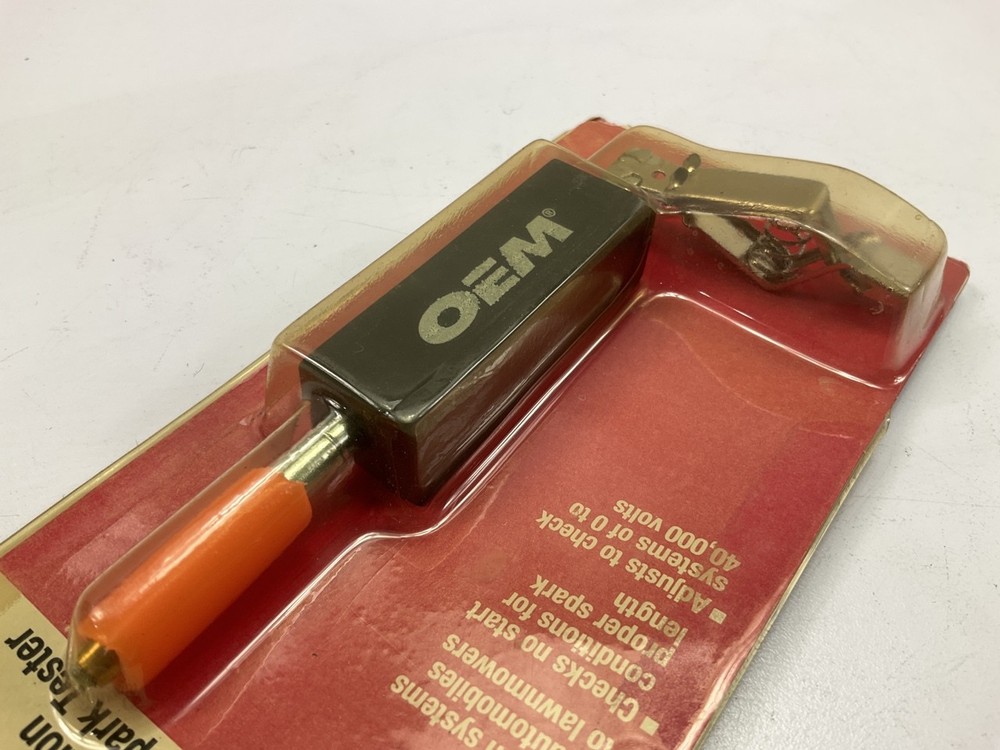 OEM®
ion
park Tester
n systems
automobiles
to lawnmowers
■ Checks no start
conditions for
proper spark
length
■ Adjusts to check
systems of 0 to
40,000 volts